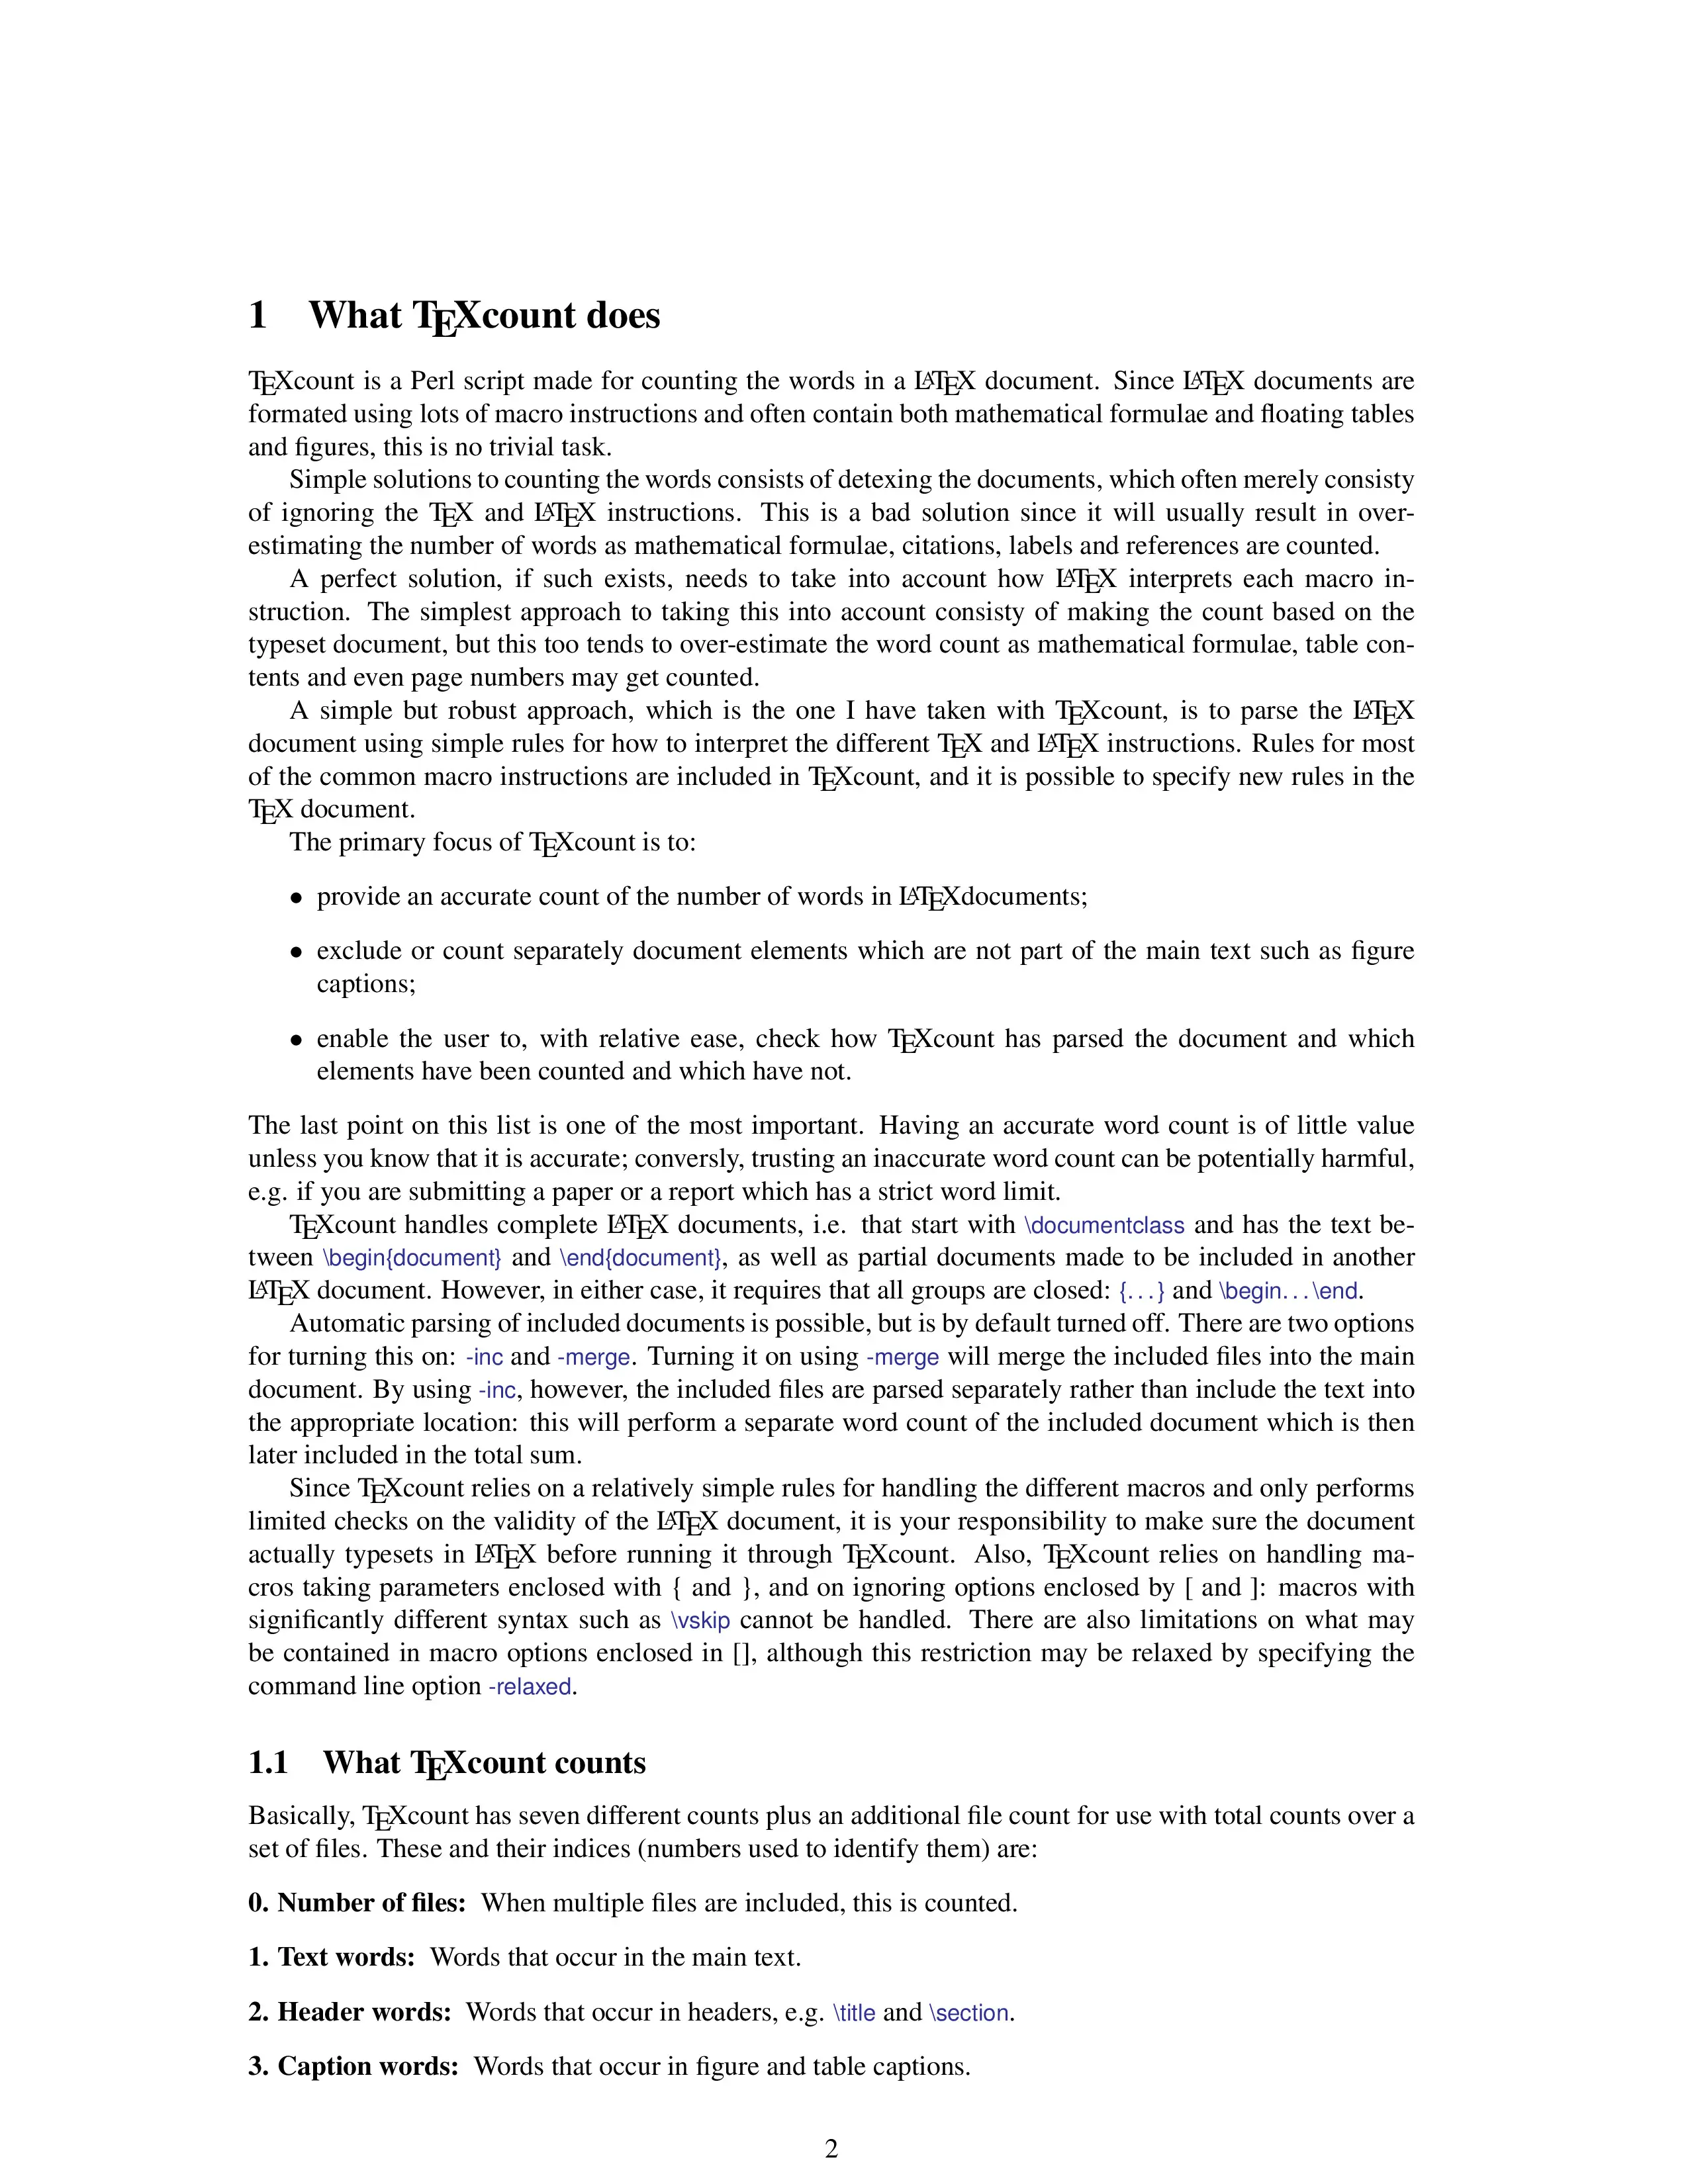 1 What TEXcount does
TEXcount is a Perl script made for counting the words in a LATEX document. Since LATEX documents are
formated using lots of macro instructions and often contain both mathematical formulae and floating tables
and figures, this is no trivial task.
Simple solutions to counting the words consists of detexing the documents, which often merely consisty
of ignoring the TEX and LATEX instructions. This is a bad solution since it will usually result in over-
estimating the number of words as mathematical formulae, citations, labels and references are counted.
A perfect solution, if such exists, needs to take into account how LATEX interprets each macro in-
struction. The simplest approach to taking this into account consisty of making the count based on the
typeset document, but this too tends to over-estimate the word count as mathematical formulae, table con-
tents and even page numbers may get counted.
A simple but robust approach, which is the one I have taken with TEXcount, is to parse the LATEX
document using simple rules for how to interpret the different TEX and LATEX instructions. Rules for most
of the common macro instructions are included in TEXcount, and it is possible to specify new rules in the
TEX document.
The primary focus of TEXcount is to:
• provide an accurate count of the number of words in LATEXdocuments;
• exclude or count separately document elements which are not part of the main text such as figure
captions;
• enable the user to, with relative ease, check how TEXcount has parsed the document and which
elements have been counted and which have not.
The last point on this list is one of the most important. Having an accurate word count is of little value
unless you know that it is accurate; conversly, trusting an inaccurate word count can be potentially harmful,
e.g. if you are submitting a paper or a report which has a strict word limit.
TEXcount handles complete LATEX documents, i.e. that start with \documentclass and has the text be-
tween \begin{document} and \end{document}, as well as partial documents made to be included in another
LATEX document. However, in either case, it requires that all groups are closed: {...} and \begin...\end.
Automatic parsing of included documents is possible, but is by default turned off. There are two options
for turning this on: -inc and -merge. Turning it on using -merge will merge the included files into the main
document. By using -inc, however, the included files are parsed separately rather than include the text into
the appropriate location: this will perform a separate word count of the included document which is then
later included in the total sum.
Since TEXcount relies on a relatively simple rules for handling the different macros and only performs
limited checks on the validity of the LATEX document, it is your responsibility to make sure the document
actually typesets in LATEX before running it through TEXcount. Also, TEXcount relies on handling ma-
cros taking parameters enclosed with { and }, and on ignoring options enclosed by [ and ]: macros with
significantly different syntax such as \vskip cannot be handled. There are also limitations on what may
be contained in macro options enclosed in [], although this restriction may be relaxed by specifying the
command line option -relaxed.
1.1 What TEXcount counts
Basically, TEXcount has seven different counts plus an additional file count for use with total counts over a
set of files. These and their indices (numbers used to identify them) are:
0. Number of files: When multiple files are included, this is counted.
1. Text words: Words that occur in the main text.
2. Header words: Words that occur in headers, e.g. \title and \section.
3. Caption words: Words that occur in figure and table captions.
2